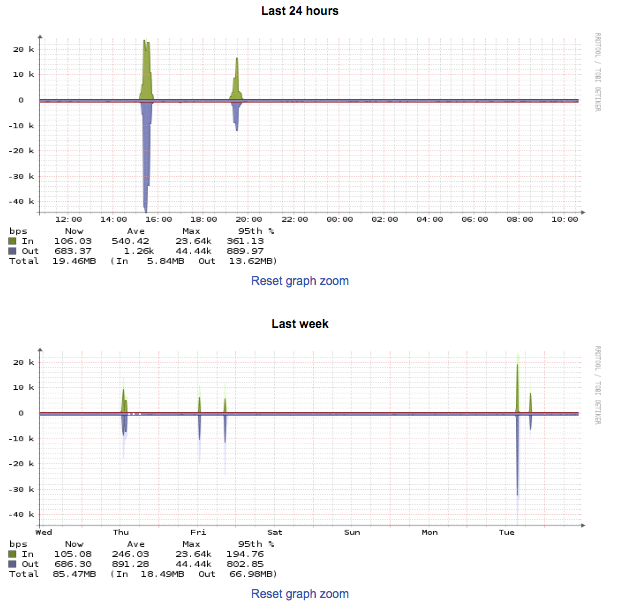 Last 24 hours
RRDTOOL / TOBI OETIKER
20 k
10 k
0
-10 k
-20 k
-30 k
-40 k
12:00 14:00 16:00 18:00 20:00 22:00 00:00 02:00 04:00 06:00 08:00 10:00
bps Now Ave Max 95th %
In 106.03 540.42 23.64k 361.13
Out 683.37 1.26k 44.44k 889.97
Total 19.46MB (In 5.84MB Out 13.62MB)
Reset graph zoom
Last week
RRDTOOL / TOBI OETIKER
20 k
10 k
0
-10 k
-20 k
-30 k
-40 k
Wed Thu Fri Sat Sun Mon Tue
bps Now Ave Max 95th %
In 105.08 246.03 23.64k 194.76
Out 686.30 891.28 44.44k 802.85
Total 85.47MB (In 18.49MB Out 66.98MB)
Reset graph zoom